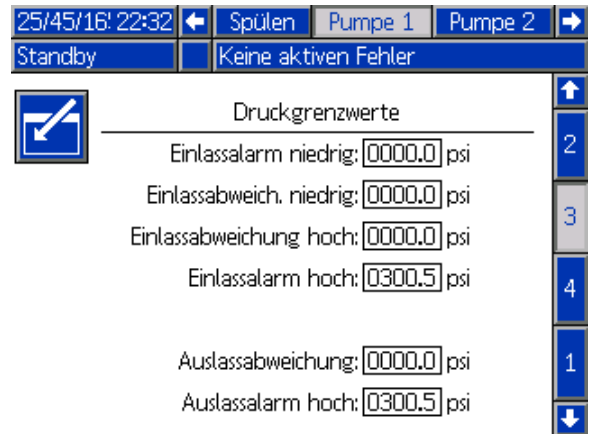 25/45/16! 22:32 Spülen Pumpe 1 Pumpe 2
Standby Keine aktiven Fehler
Druckgrenzwerte
Einlassalarm niedrig: 0000.0 psi
Einlassabweich. niedrig: 0000.0 psi
Einlassabweichung hoch: 0000.0 psi
Einlassalarm hoch: 0300.5 psi
Auslassabweichung: 0000.0 psi
Auslassalarm hoch: 0300.5 psi
2
3
4
1